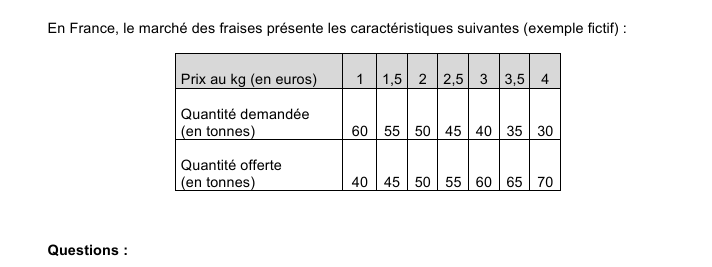 En France, le marché des fraises présente les caractéristiques suivantes (exemple fictif) :
Prix au kg (en euros) 1 1,5 2 2,5 3 3,5 4
Quantité demandée
(en tonnes) 60 55 50 45 40 35 30
Quantité offerte
(en tonnes) 40 45 50 55 60 65 70
Questions :